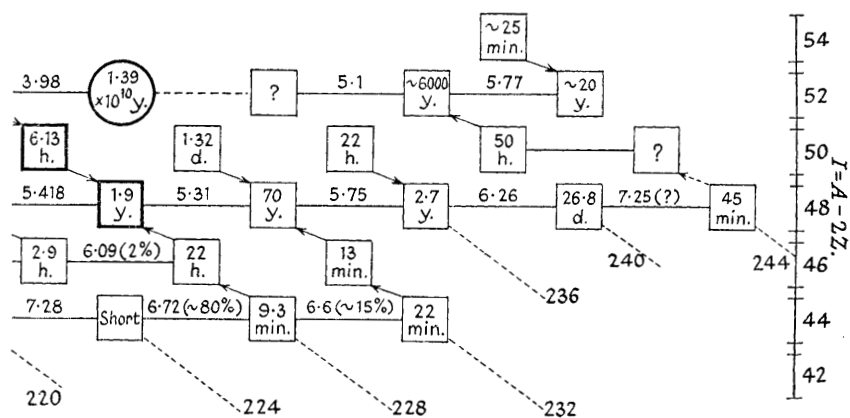 ~25
min.
54
3·98
1·39
×10¹⁰y.
?
5·1
~6000
y.
5·77
~20
y.
52
6·13
h.
1·32
d.
22
h.
50
h.
?
50
5·418
1·9
y.
5·31
70
y.
5·75
2·7
y.
6·26
26·8
d.
7·25(?)
45
min.
48
I=A-2Z.
2·9
h.
6·09(2%)
22
h.
13
min.
236
240
244
46
7·28
Short
6·72(~80%)
9·3
min.
6·6(~15%)
22
min.
44
42
220
224
228
232